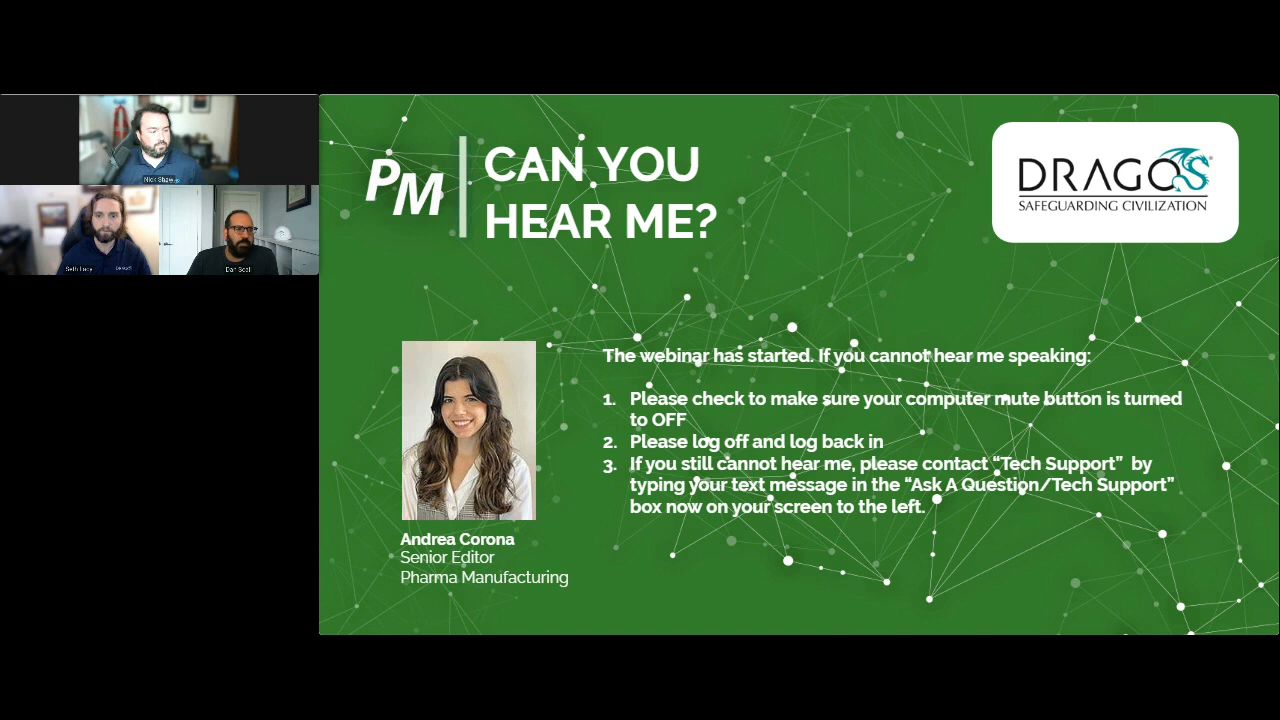 Nick Shaw
Seth Lacy
Dan Scali
PM
CAN YOU
HEAR ME?
DRAGOS
SAFEGUARDING CIVILIZATION
The webinar has started. If you cannot hear me speaking:
1. Please check to make sure your computer mute button is turned
to OFF
2. Please log off and log back in
3. If you still cannot hear me, please contact “Tech Support” by
typing your text message in the “Ask A Question/Tech Support”
box now on your screen to the left.
Andrea Corona
Senior Editor
Pharma Manufacturing